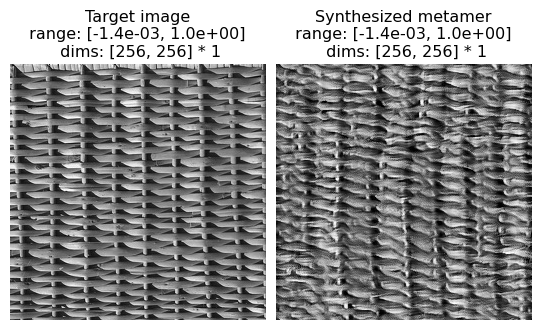 Target image
range: [-1.4e-03, 1.0e+00]
dims: [256, 256] * 1
Synthesized metamer
range: [-1.4e-03, 1.0e+00]
dims: [256, 256] * 1